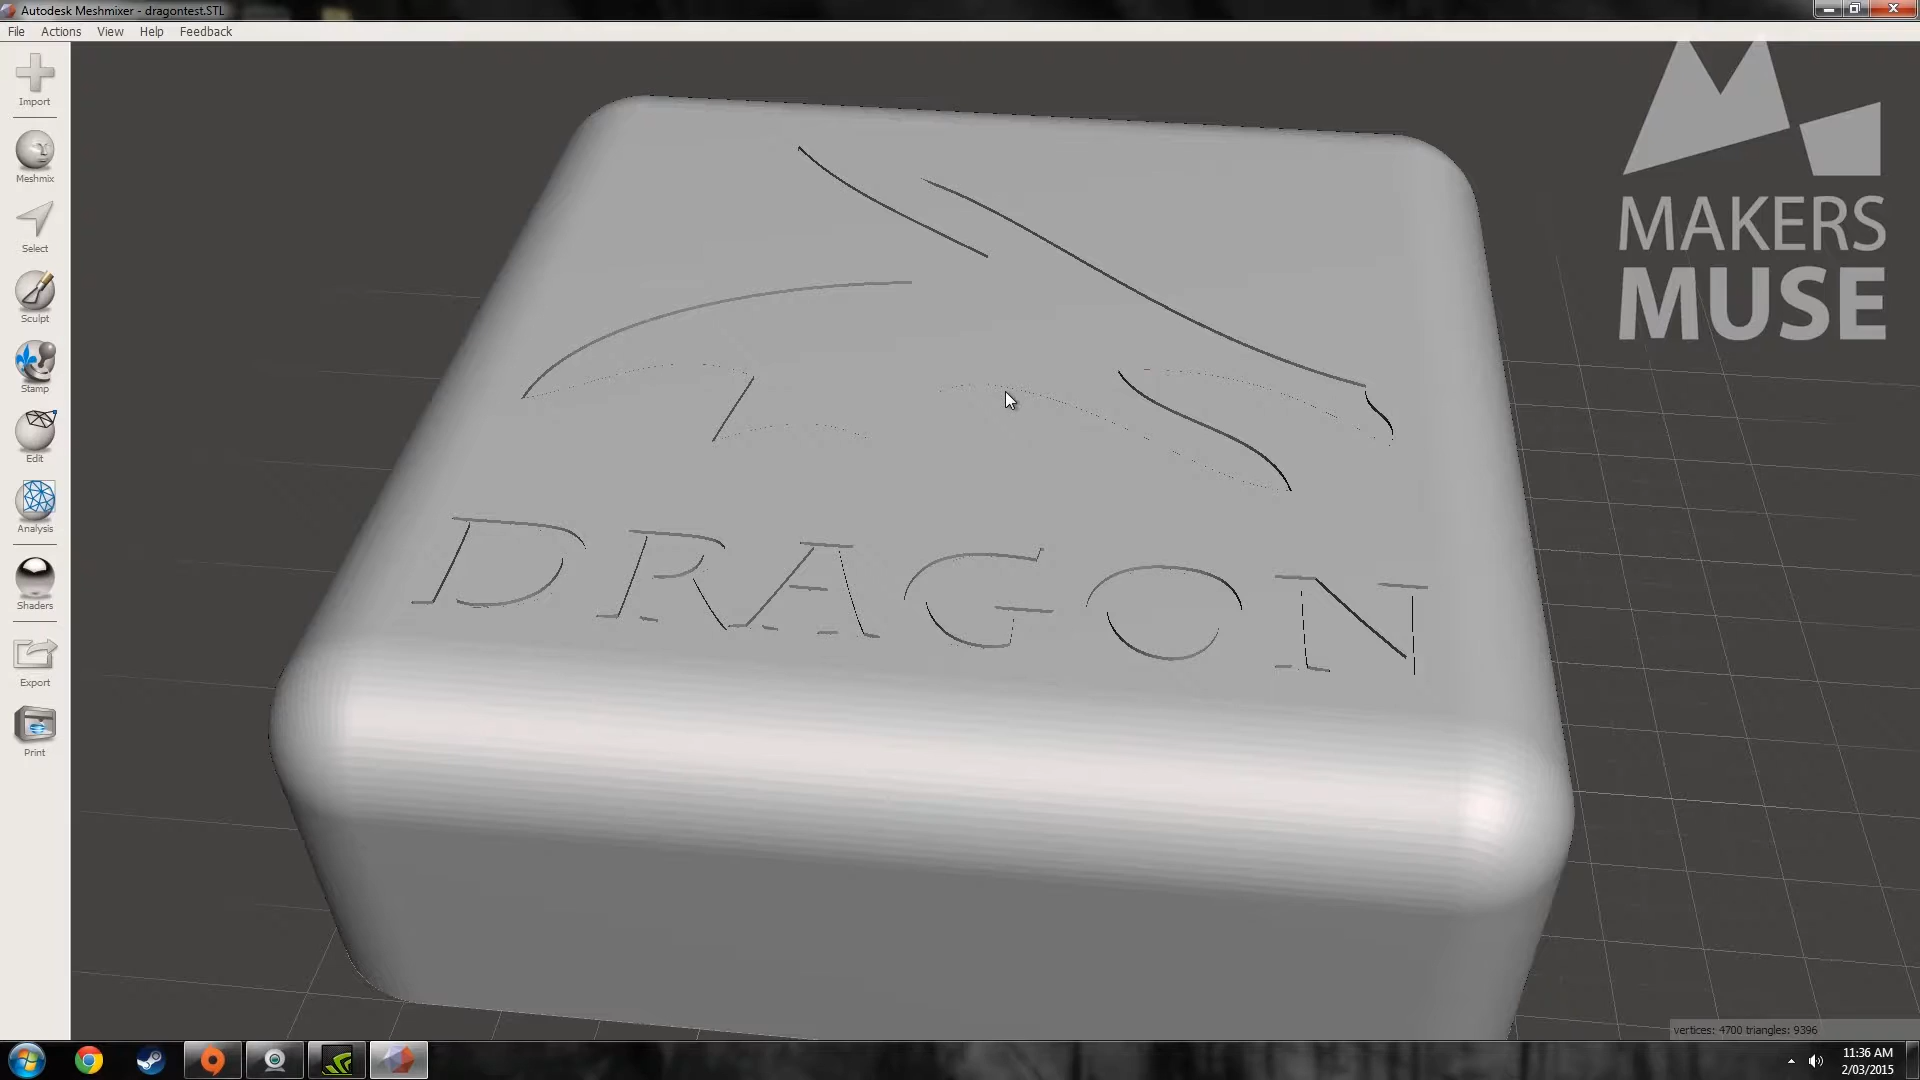 Autodesk Meshmixer - dragontest.STL
File Actions View Help Feedback
Import
Meshmix
Select
Sculpt
Stamp
Edit
Analysis
Shaders
Export
Print
MAKERS
MUSE
DRAGON
vertices: 4700 triangles: 9396
11:36 AM
2/03/2015